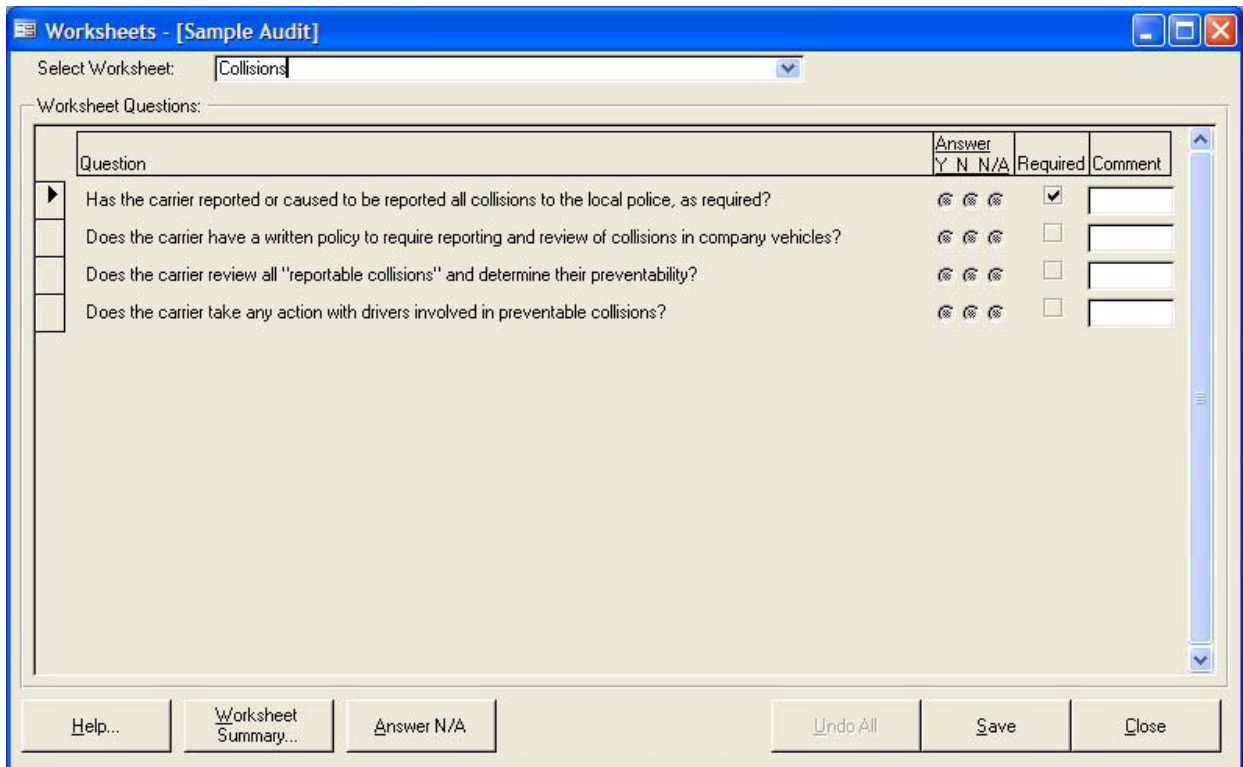 Worksheets - [Sample Audit]
Select Worksheet: Collisions
Worksheet Questions:
Answer
Question Y N N/A Required Comment
Has the carrier reported or caused to be reported all collisions to the local police, as required?
Does the carrier have a written policy to require reporting and review of collisions in company vehicles?
Does the carrier review all "reportable collisions" and determine their preventability?
Does the carrier take any action with drivers involved in preventable collisions?
Help...
Worksheet
Summary...
Answer N/A
Undo All
Save
Close